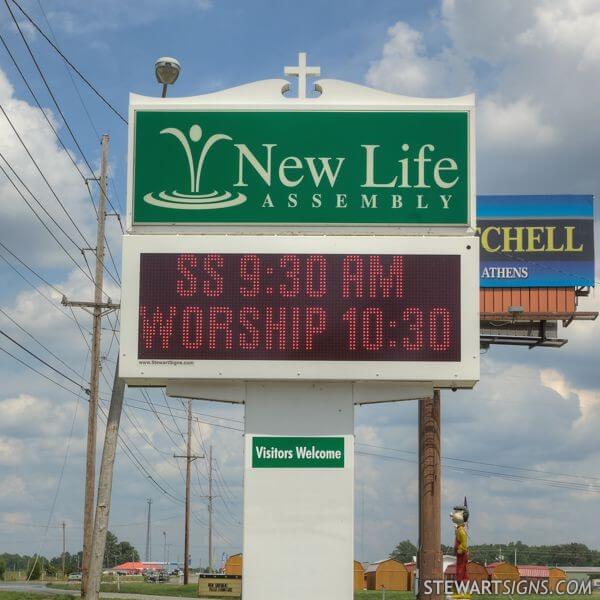 New Life
ASSEMBLY
SS 9:30 AM
WORSHIP 10:30
www.StewartSigns.com
Visitors Welcome
CHELL
ATHENS
STEWARTSIGNS.COM